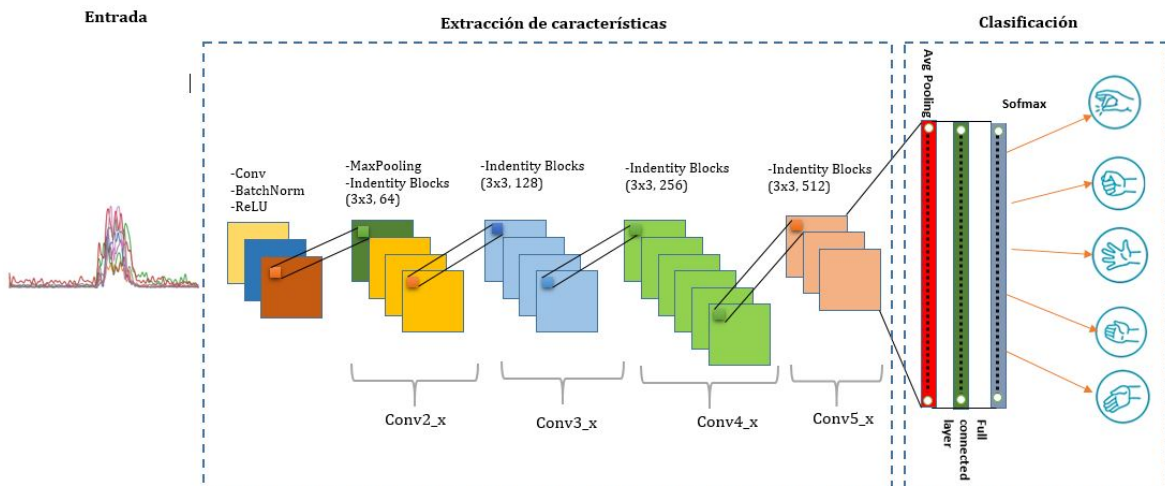 Entrada
Extracción de características
Clasificación
-Conv
-BatchNorm
-ReLU
-MaxPooling
-Indentity Blocks
(3x3, 64)
-Indentity Blocks
(3x3, 128)
-Indentity Blocks
(3x3, 256)
-Indentity Blocks
(3x3, 512)
Avg Pooling
Sofmax
Full
connected
layer
Conv2_x
Conv3_x
Conv4_x
Conv5_x